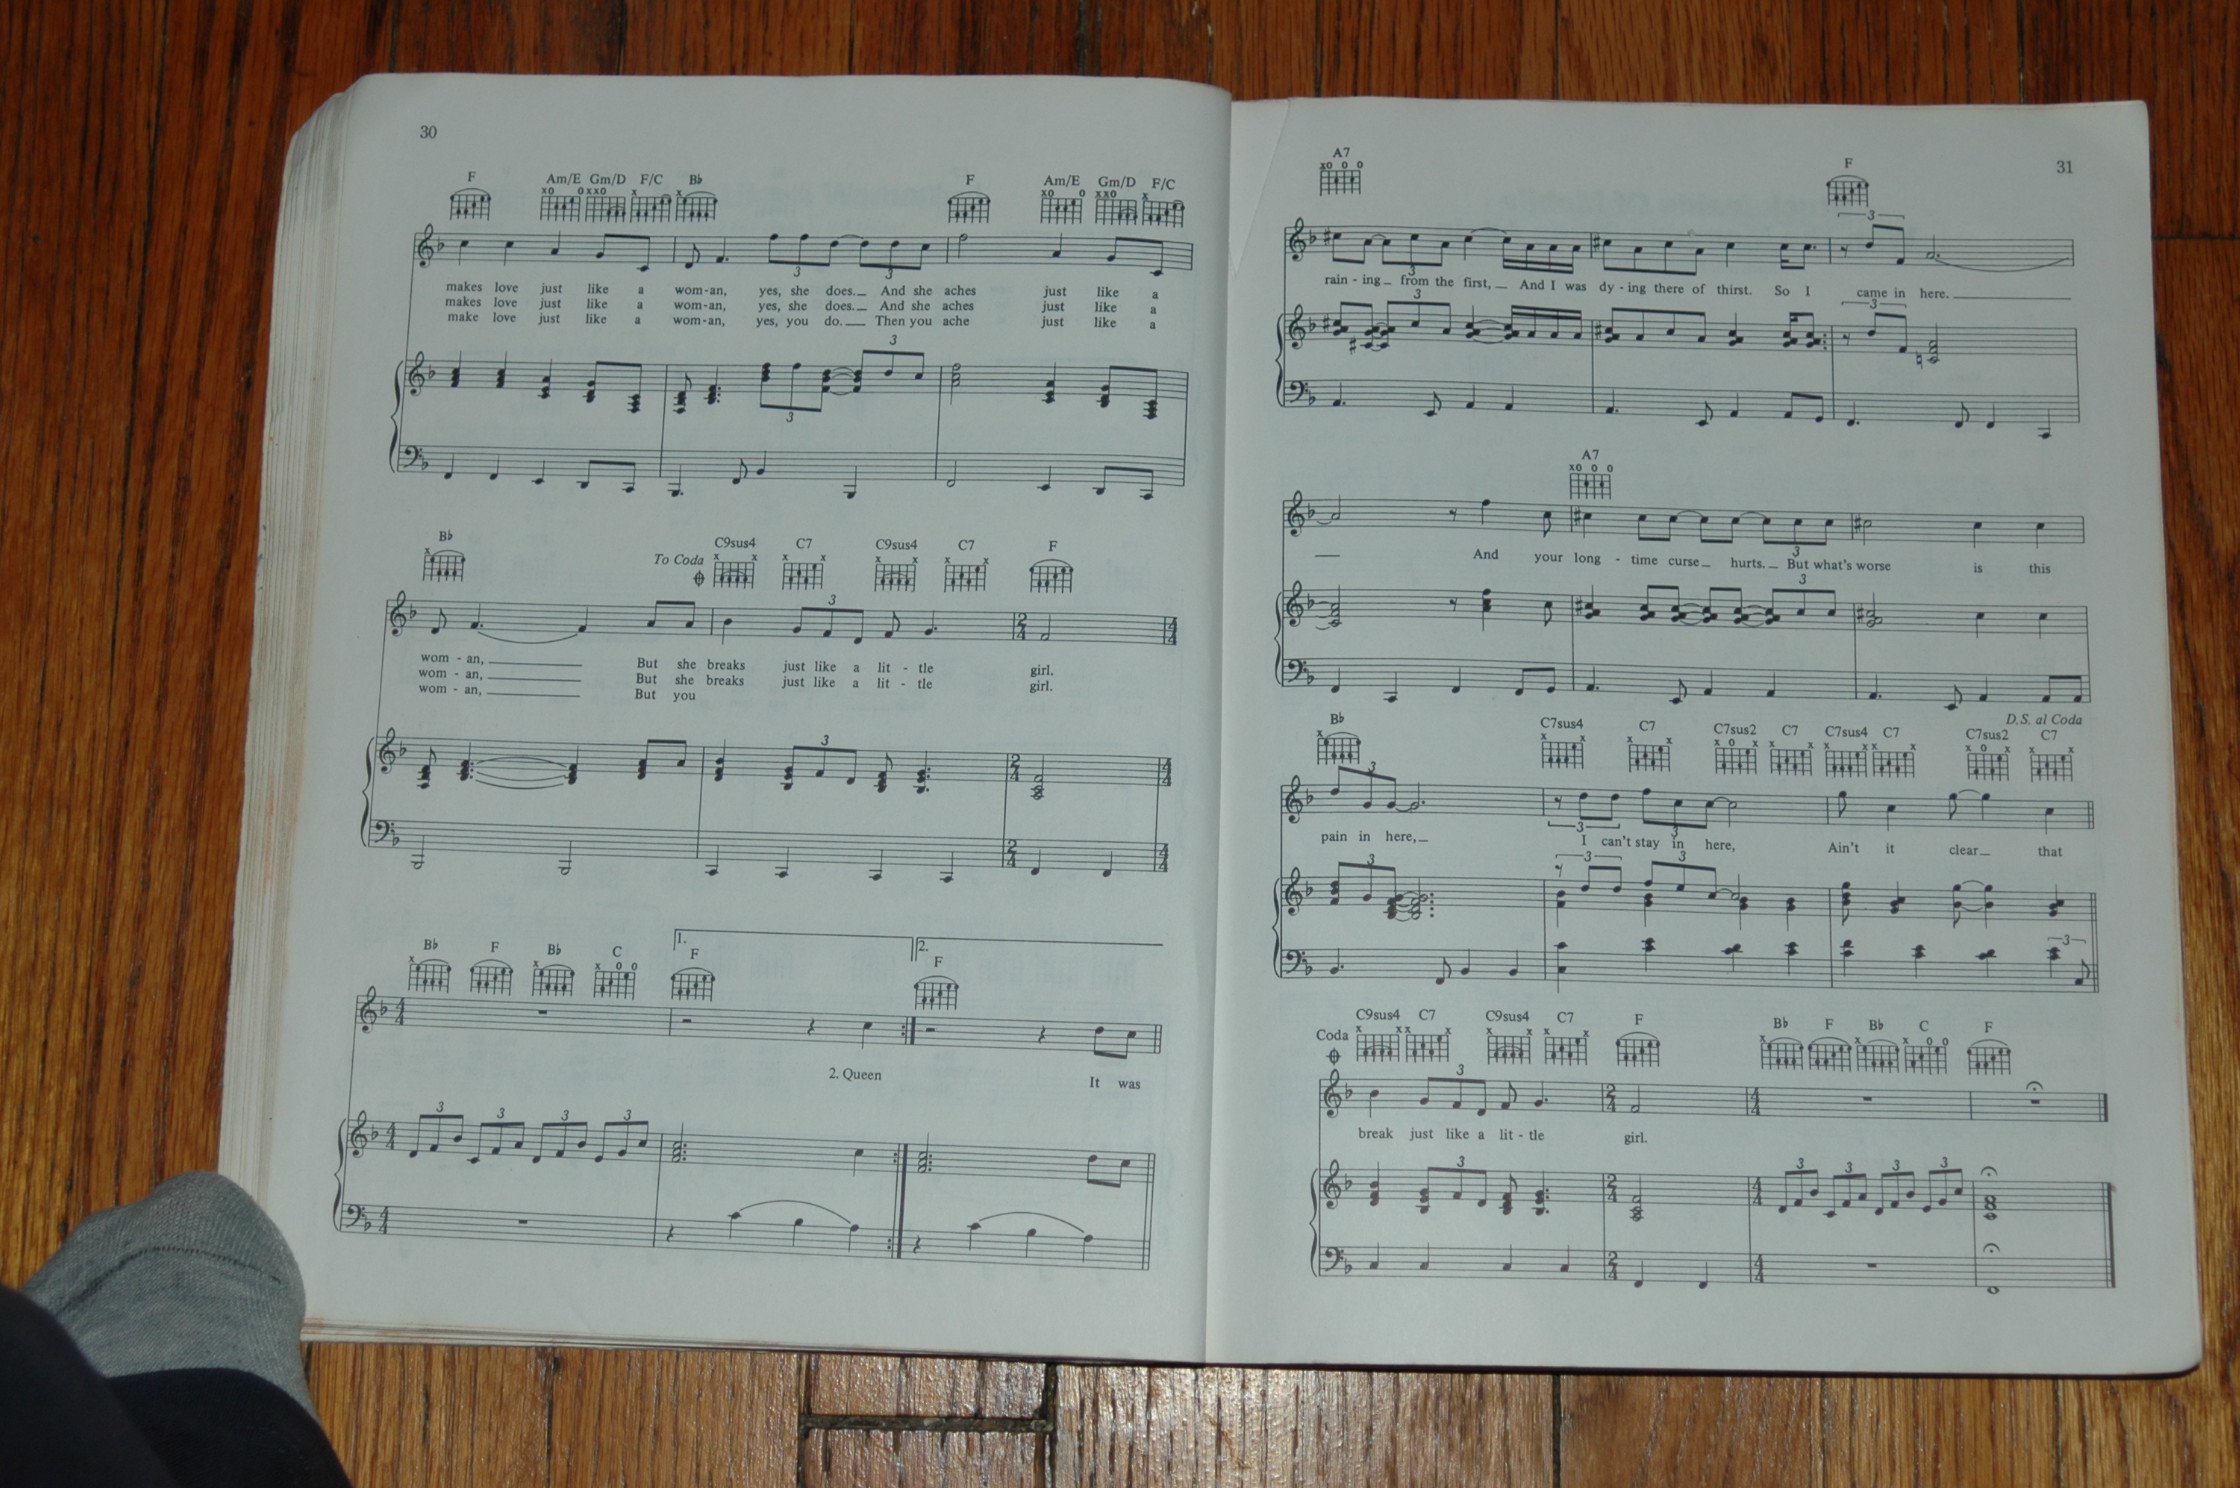 30
F Am/E Gm/D F/C B♭ F Am/E Gm/D F/C
makes love just like a wom-an, yes, she does. And she aches just like a
makes love just like a wom-an, yes, she does. And she aches just like a
make love just like a wom-an, yes, you do. Then you ache just like a
B♭ To Coda C9sus4 C7 C9sus4 C7 F
wom - an, But she breaks just like a lit - tle girl.
wom - an, But she breaks just like a lit - tle girl.
wom - an, But you
B♭ F B♭ C 1. F 2. F
2. Queen It was
31
A7 F
rain - ing from the first, And I was dy - ing there of thirst. So I came in here.
A7
And your long - time curse hurts. But what's worse is this
D.S. al Coda
B♭ C7sus4 C7 C7sus2 C7 C7sus4 C7 C7sus2 C7
pain in here, I can't stay in here, Ain't it clear that
Coda C9sus4 C7 C9sus4 C7 F B♭ F B♭ C F
break just like a lit - tle girl.